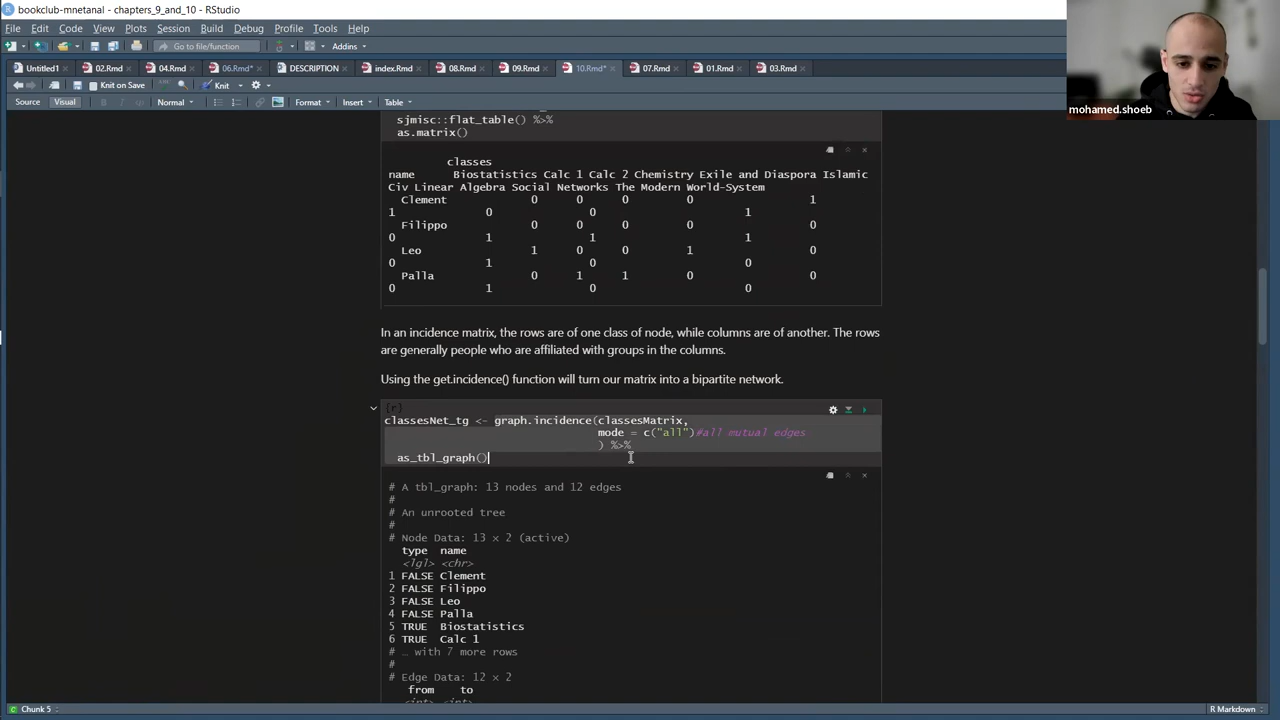 bookclub-mnetanal - chapters_9_and_10 - RStudio
File Edit Code View Plots Session Build Debug Profile Tools Help
Go to file/function Addins
Untitled1 02.Rmd 04.Rmd 06.Rmd* DESCRIPTION index.Rmd 08.Rmd 09.Rmd 10.Rmd* 07.Rmd 01.Rmd 03.Rmd
Knit on Save Knit
Source Visual B I Normal Format Insert Table
mohamed.shoeb
sjmisc::flat_table() %>%
as.matrix()
classes
name Biostatistics Calc 1 Calc 2 Chemistry Exile and Diaspora Islamic
Civ Linear Algebra Social Networks The Modern World-System
Clement 0 0 0 0 1
1 0 0 1
Filippo 0 0 0 0 0
0 1 1 1
Leo 1 0 0 1 0
0 1 0 0
Palla 0 1 1 0 0
0 1 0 0
In an incidence matrix, the rows are of one class of node, while columns are of another. The rows
are generally people who are affiliated with groups in the columns.
Using the get.incidence() function will turn our matrix into a bipartite network.
{r}
classesNet_tg <- graph.incidence(classesMatrix,
mode = c("all")#all mutual edges
) %>%
as_tbl_graph()
# A tbl_graph: 13 nodes and 12 edges
#
# An unrooted tree
#
# Node Data: 13 × 2 (active)
type name
<lgl> <chr>
1 FALSE Clement
2 FALSE Filippo
3 FALSE Leo
4 FALSE Palla
5 TRUE Biostatistics
6 TRUE Calc 1
# … with 7 more rows
#
# Edge Data: 12 × 2
from to
<int> <int>
Chunk 5
R Markdown